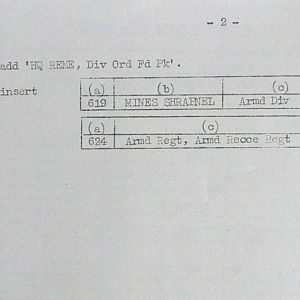 - 2 -
add 'HQ REME, Div Ord Fd Pk'.
insert
(a) (b) (c)
619 MINES SHRAPNEL Armd Div
(a) (c)
624 Armd Regt, Armd Recce Regt